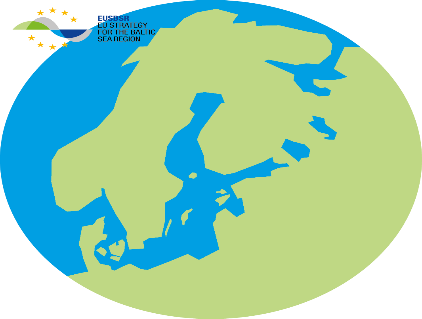 EUSBSR
EU STRATEGY
FOR THE BALTIC
SEA REGION